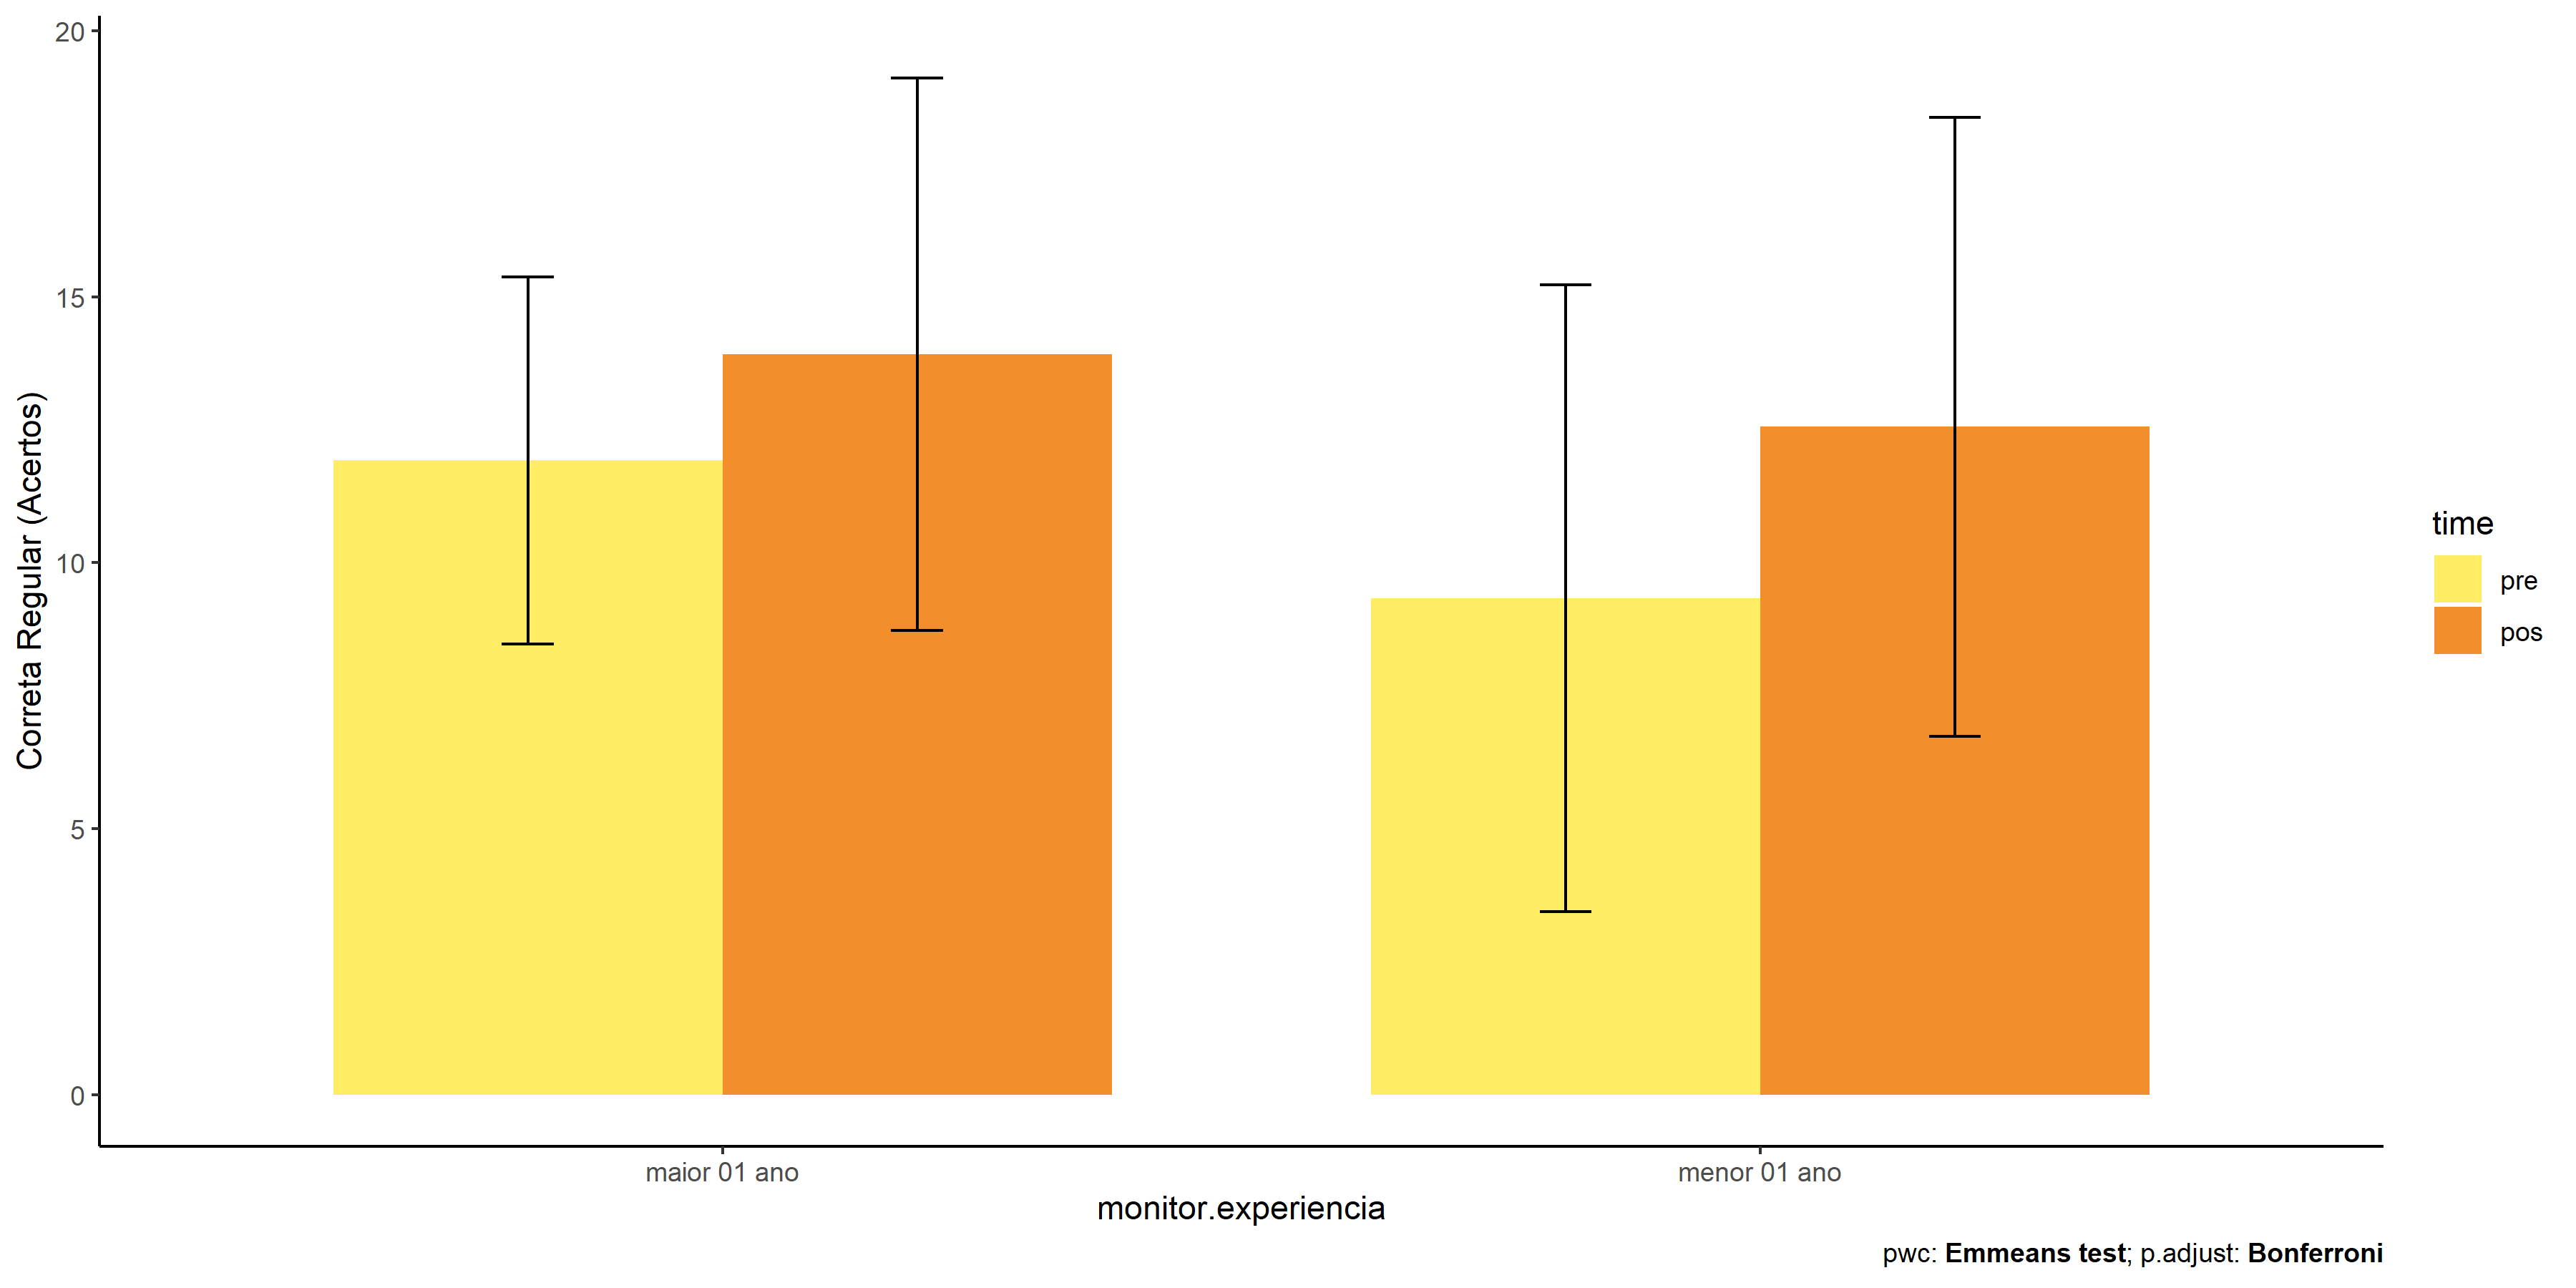 20
15
10
5
0
Correta Regular (Acertos)
maior 01 ano
menor 01 ano
monitor.experiencia
time
pre
pos
pwc: Emmeans test; p.adjust: Bonferroni